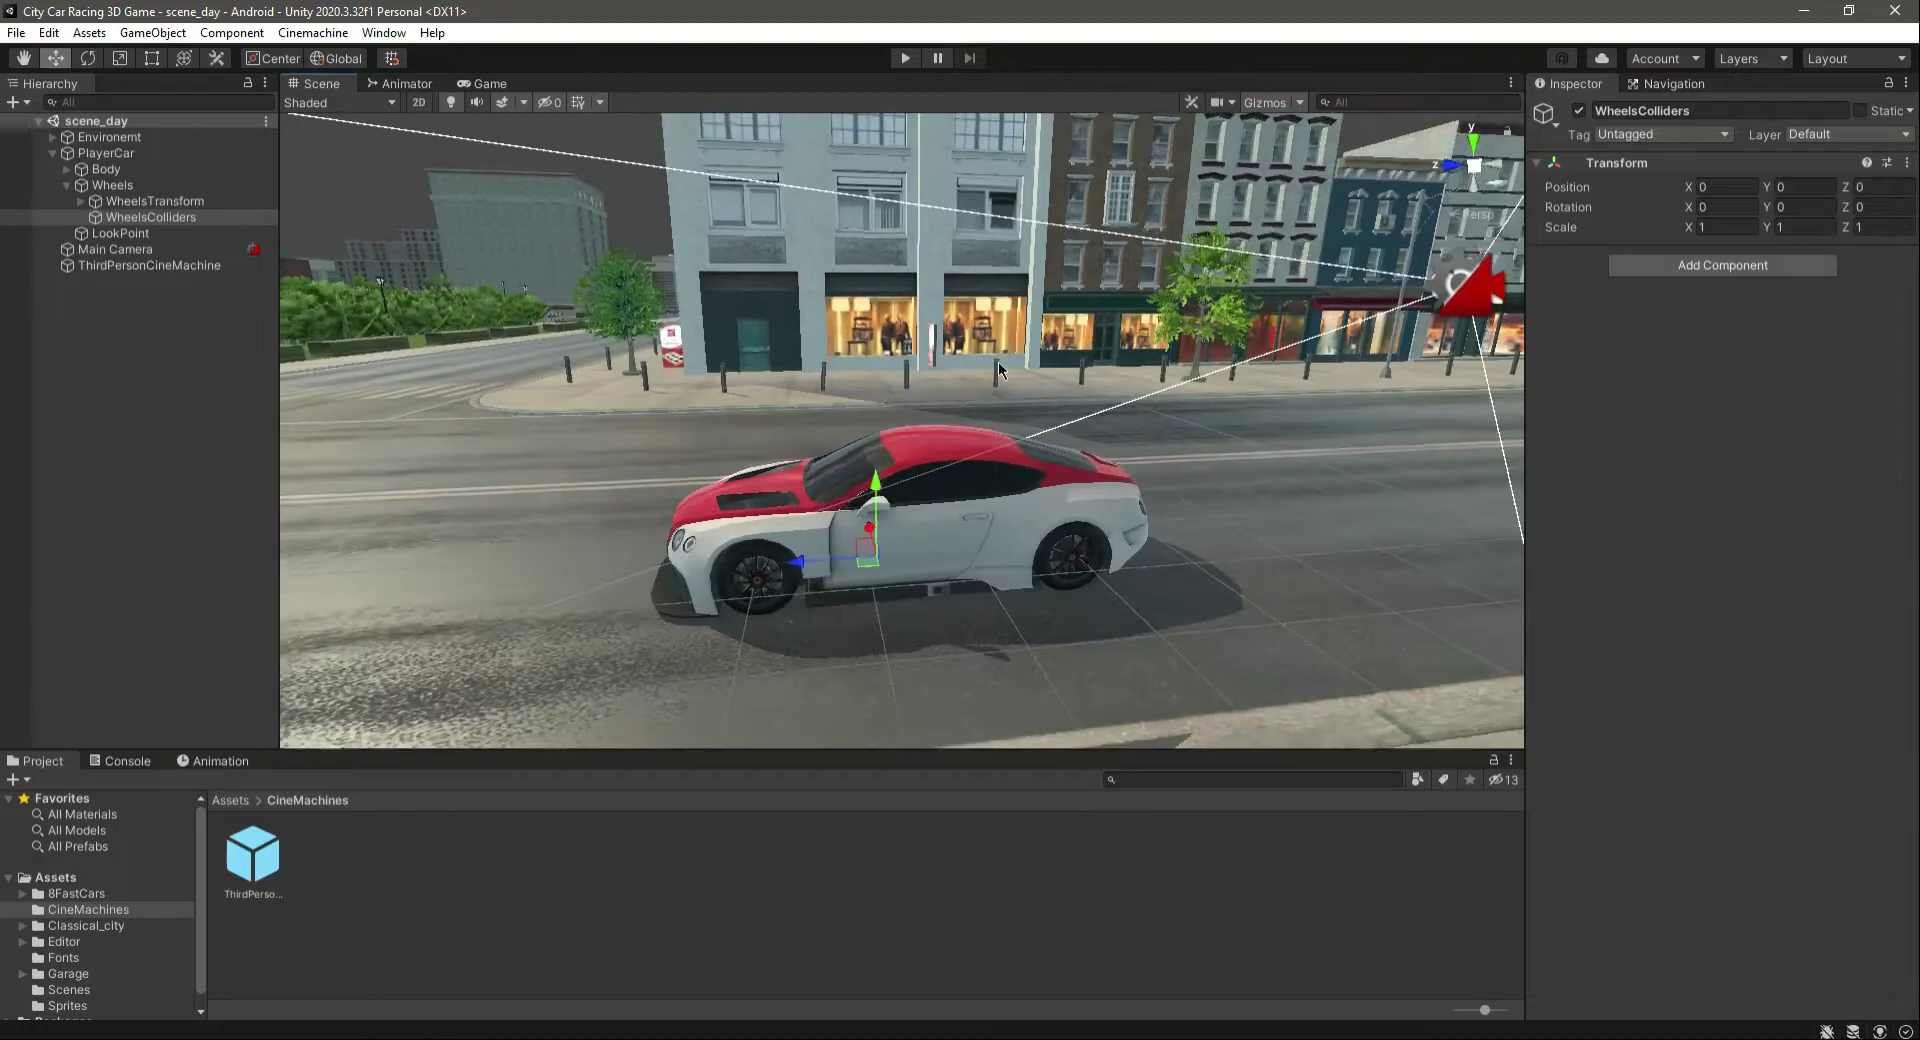 City Car Racing 3D Game - scene_day - Android - Unity 2020.3.32f1 Personal <DX11>
File Edit Assets GameObject Component Cinemachine Window Help
Center Global Account Layers Layout
Hierarchy
All
scene_day
Environemt
PlayerCar
Body
Wheels
WheelsTransform
WheelsColliders
LookPoint
Main Camera
ThirdPersonCineMachine
Scene Animator Game
Shaded 2D 0 Gizmos All
y
z
Persp
Inspector Navigation
WheelsColliders Static
Tag Untagged Layer Default
Transform
Position X 0 Y 0 Z 0
Rotation X 0 Y 0 Z 0
Scale X 1 Y 1 Z 1
Add Component
Project Console Animation
13
Favorites
All Materials
All Models
All Prefabs
Assets
8FastCars
CineMachines
Classical_city
Editor
Fonts
Garage
Scenes
Sprites
Assets > CineMachines
ThirdPerso...